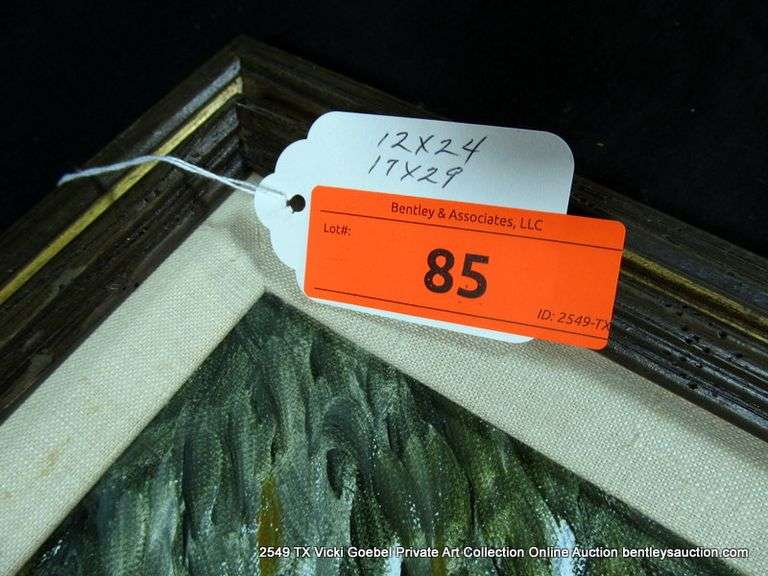 12X24
17X29
Bentley & Associates, LLC
Lot#:
85
ID: 2549-TX
2549 TX Vicki Goebel Private Art Collection Online Auction bentleysauction.com